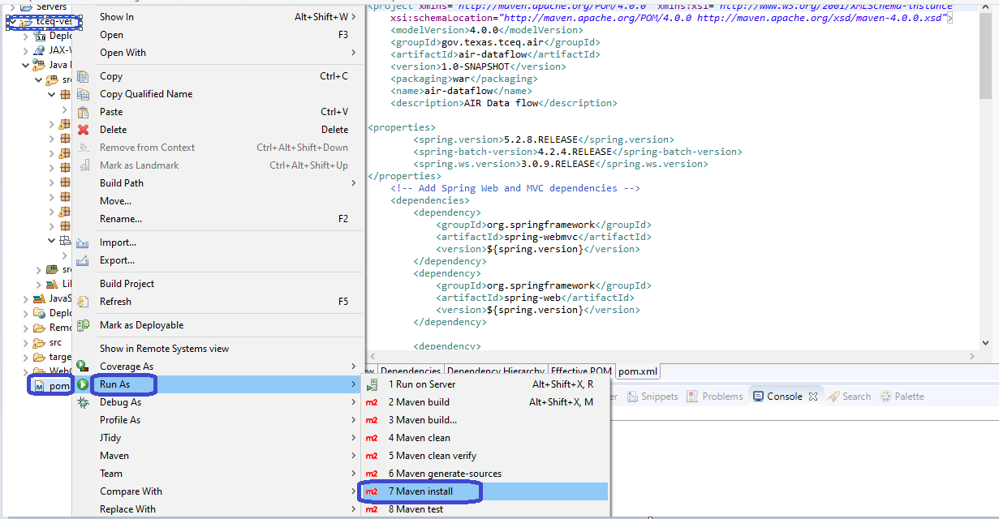 Servers
tceq-ves
Deplo
JAX-W
Java
src
src
Lil
JavaS
Deplo
Remo
src
targe
WebC
pom
Show In Alt+Shift+W
Open F3
Open With
Copy Ctrl+C
Copy Qualified Name
Paste Ctrl+V
Delete Delete
Remove from Context Ctrl+Alt+Shift+Down
Mark as Landmark Ctrl+Alt+Shift+Up
Build Path
Move...
Rename... F2
Import...
Export...
Build Project
Refresh F5
Mark as Deployable
Show in Remote Systems view
Coverage As
Run As
Debug As
Profile As
JTidy
Maven
Team
Compare With
Replace With
1 Run on Server Alt+Shift+X, R
m2 2 Maven build Alt+Shift+X, M
m2 3 Maven build...
m2 4 Maven clean
m2 5 Maven clean verify
m2 6 Maven generate-sources
m2 7 Maven install
m2 8 Maven test
<project xmlns="http://maven.apache.org/POM/4.0.0" xmlns:xsi="http://www.w3.org/2001/XMLSchema-instance"
xsi:schemaLocation="http://maven.apache.org/POM/4.0.0 http://maven.apache.org/xsd/maven-4.0.0.xsd">
<modelVersion>4.0.0</modelVersion>
<groupId>gov.texas.tceq.air</groupId>
<artifactId>air-dataflow</artifactId>
<version>1.0-SNAPSHOT</version>
<packaging>war</packaging>
<name>air-dataflow</name>
<description>AIR Data flow</description>
<properties>
<spring.version>5.2.8.RELEASE</spring.version>
<spring-batch-version>4.2.4.RELEASE</spring-batch-version>
<spring.ws.version>3.0.9.RELEASE</spring.ws.version>
</properties>
<!-- Add Spring Web and MVC dependencies -->
<dependencies>
<dependency>
<groupId>org.springframework</groupId>
<artifactId>spring-webmvc</artifactId>
<version>${spring.version}</version>
</dependency>
<dependency>
<groupId>org.springframework</groupId>
<artifactId>spring-web</artifactId>
<version>${spring.version}</version>
</dependency>
<dependency>
Dependencies Dependency Hierarchy Effective POM pom.xml
Snippets Problems Console Search Palette